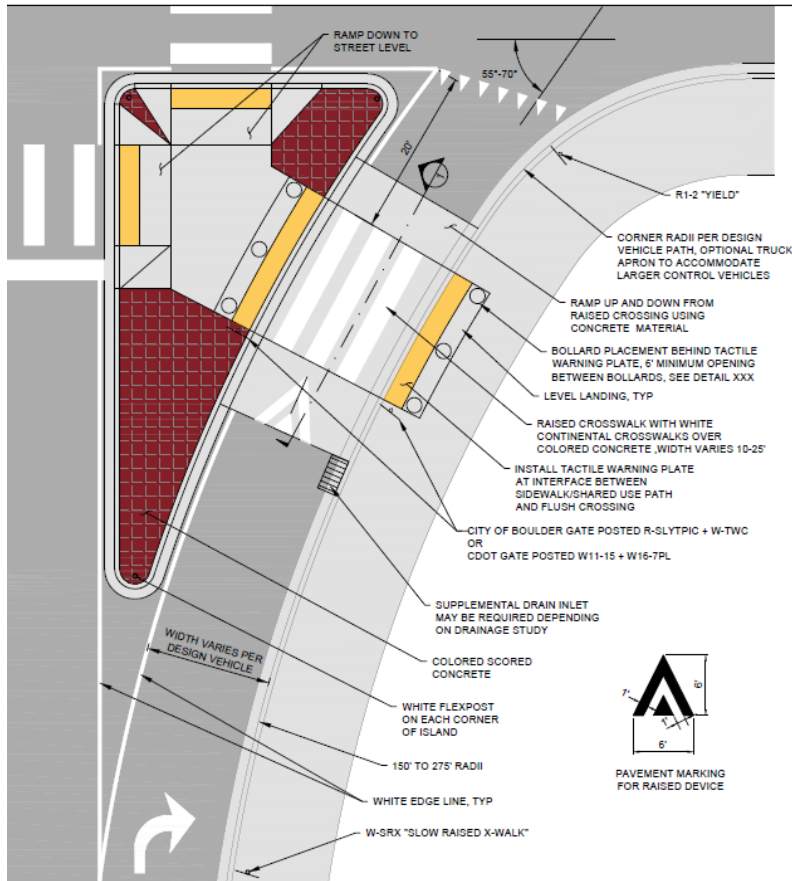 RAMP DOWN TO
STREET LEVEL
55°-70°
20'
1
R1-2 "YIELD"
CORNER RADII PER DESIGN
VEHICLE PATH, OPTIONAL TRUCK
APRON TO ACCOMMODATE
LARGER CONTROL VEHICLES
RAMP UP AND DOWN FROM
RAISED CROSSING USING
CONCRETE MATERIAL
BOLLARD PLACEMENT BEHIND TACTILE
WARNING PLATE, 6' MINIMUM OPENING
BETWEEN BOLLARDS, SEE DETAIL XXX
LEVEL LANDING, TYP
RAISED CROSSWALK WITH WHITE
CONTINENTAL CROSSWALKS OVER
COLORED CONCRETE ,WIDTH VARIES 10-25'
INSTALL TACTILE WARNING PLATE
AT INTERFACE BETWEEN
SIDEWALK/SHARED USE PATH
AND FLUSH CROSSING
CITY OF BOULDER GATE POSTED R-SLYTPIC + W-TWC
OR
CDOT GATE POSTED W11-15 + W16-7PL
SUPPLEMENTAL DRAIN INLET
MAY BE REQUIRED DEPENDING
ON DRAINAGE STUDY
WIDTH VARIES PER
DESIGN VEHICLE
COLORED SCORED
CONCRETE
WHITE FLEXPOST
ON EACH CORNER
OF ISLAND
150' TO 275' RADII
WHITE EDGE LINE, TYP
W-SRX "SLOW RAISED X-WALK"
1'
1'
6'
6'
PAVEMENT MARKING
FOR RAISED DEVICE